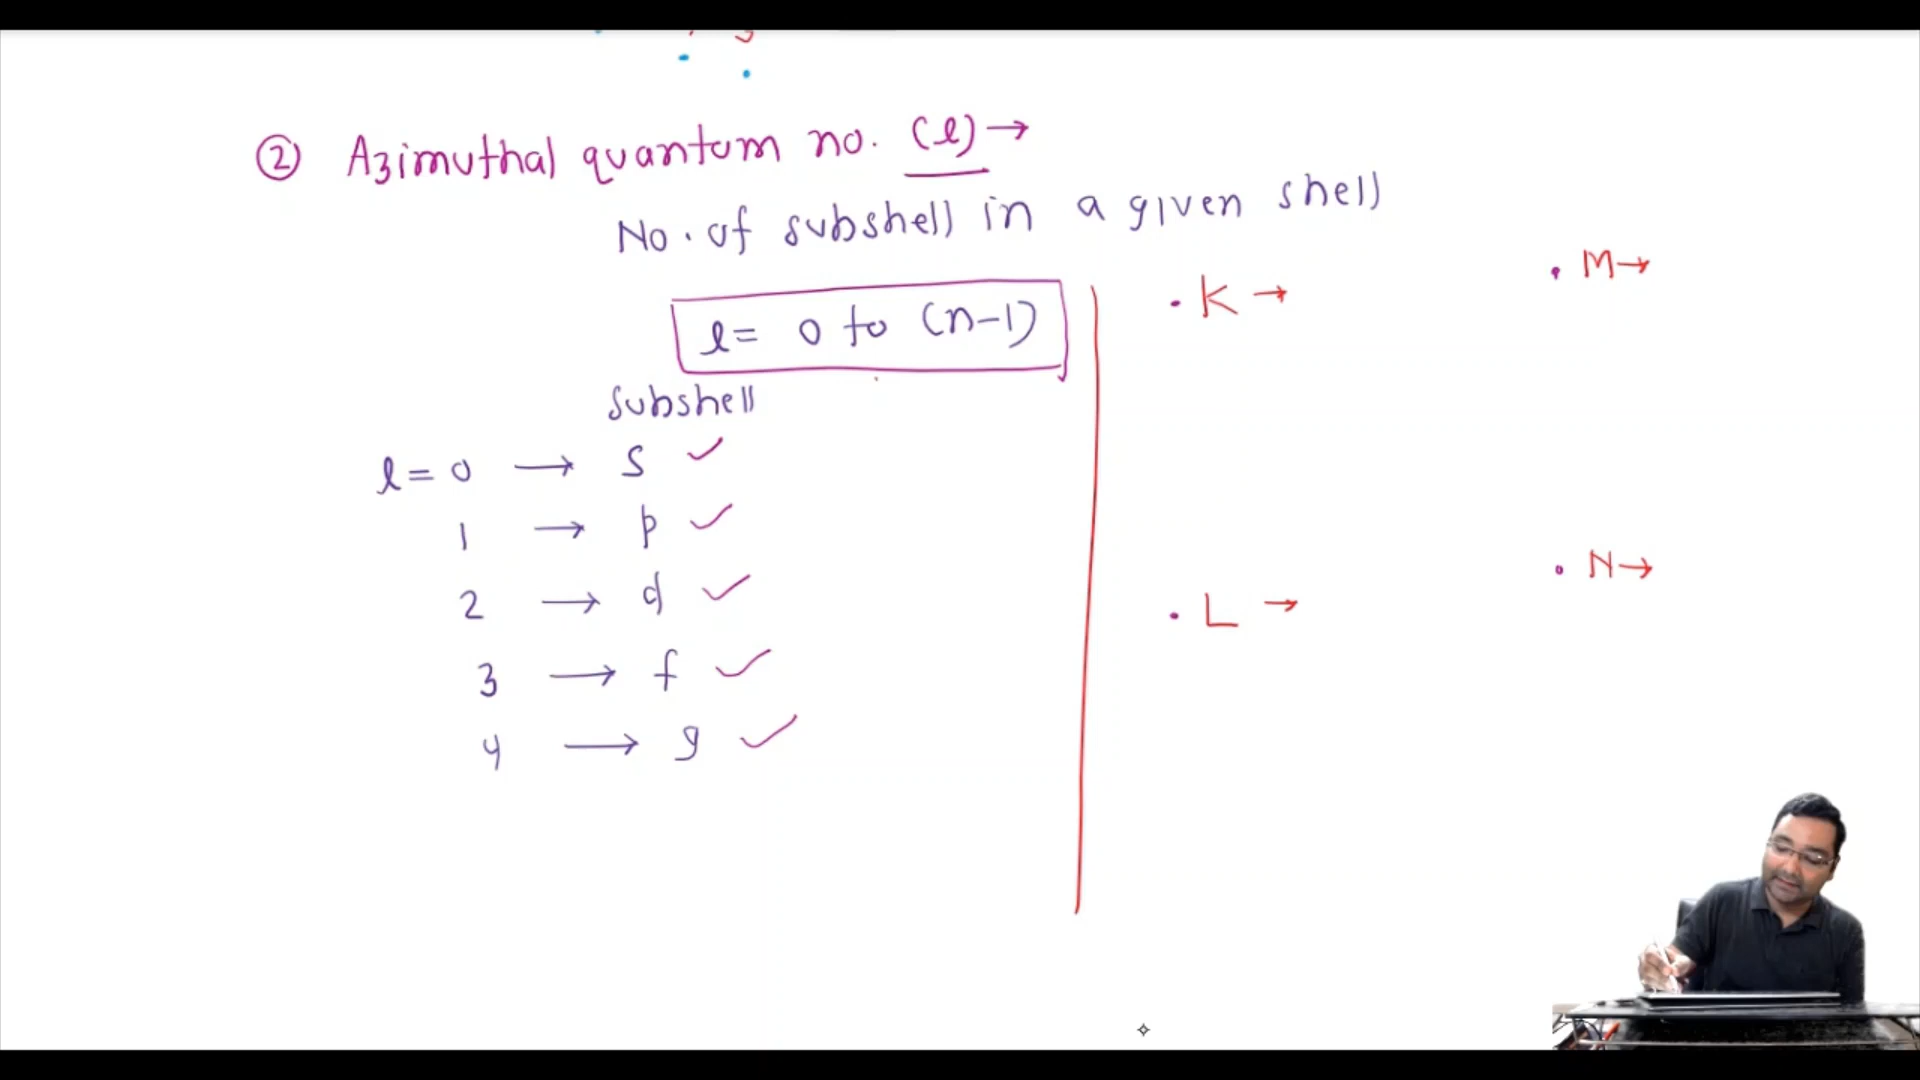 ② Azimuthal quantum no. (l)→
No. of subshell in a given shell
l= 0 to (n-1)
Subshell
l= 0 → s ✓
1 → p ✓
2 → d ✓
3 → f ✓
4 → g ✓
• K →
• L →
• M→
• N→